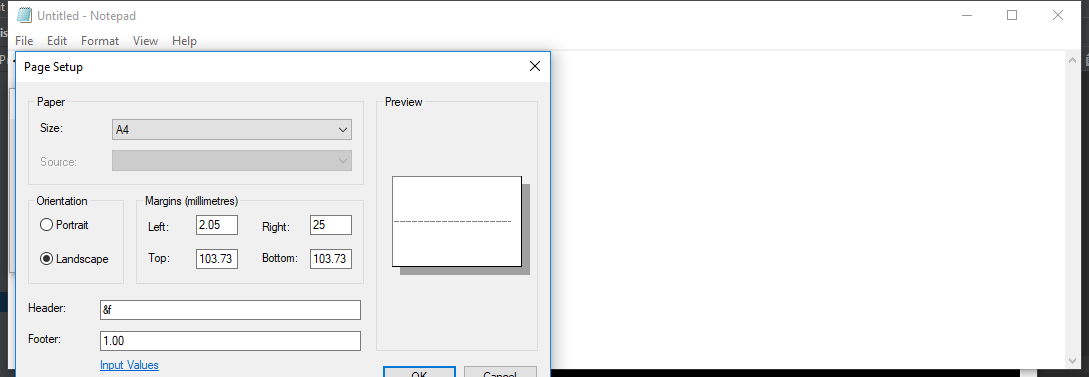 Untitled - Notepad
File Edit Format View Help
Page Setup
Paper
Size: A4
Source:
Orientation
Portrait
Landscape
Margins (millimetres)
Left: 2.05 Right: 25
Top: 103.73 Bottom: 103.73
Preview
Header: &f
Footer: 1.00
Input Values
OK Cancel